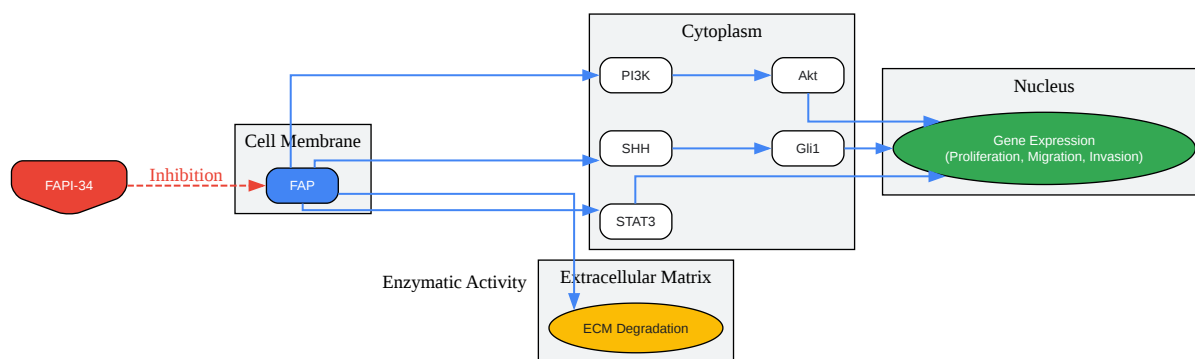 Cytoplasm
PI3K
Akt
Nucleus
Cell Membrane
Gene Expression
(Proliferation, Migration, Invasion)
SHH
Gli1
FAPI-34
Inhibition
FAP
STAT3
Enzymatic Activity
Extracellular Matrix
ECM Degradation